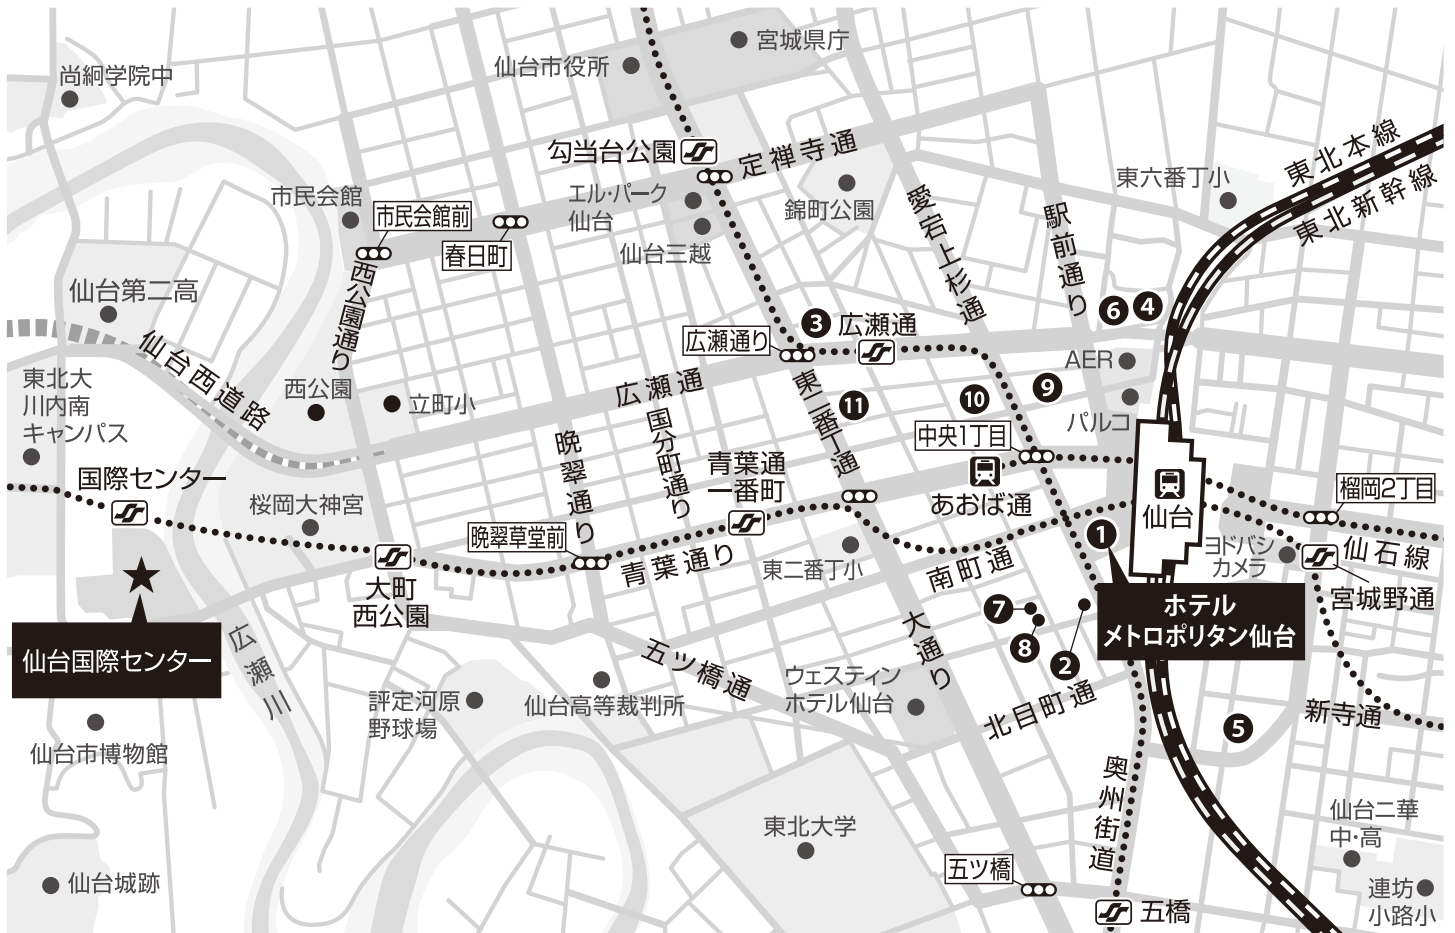 宮城県庁
仙台市役所
尚絅学院中
勾当台公園
定禅寺通
東北本線
東北新幹線
東六番丁小
エル・パーク
仙台
錦町公園
愛宕上杉通
駅前通り
市民会館
市民会館前
春日町
仙台三越
西公園通り
仙台第二高
仙台西道路
6
4
3
広瀬通
広瀬通り
AER
9
パルコ
東北大
川内南
キャンパス
西公園
立町小
広瀬通
国分町通り
晩翠通り
東二番丁通
11
10
中央1丁目
青葉通
一番町
あおば通
仙台
国際センター
桜岡大神宮
榴岡2丁目
晩翠草堂前
青葉通り
東二番丁小
南町通
1
ヨドバシ
カメラ
仙石線
宮城野通
大町
西公園
ホテル
メトロポリタン仙台
7
8
2
仙台国際センター
広瀬川
五ツ橋通
大通り
ウェスティン
ホテル仙台
北目町通
評定河原
野球場
仙台高等裁判所
仙台市博物館
5
新寺通
奥州街道
東北大学
仙台二華
中・高
仙台城跡
五ツ橋
五橋
連坊
小路小